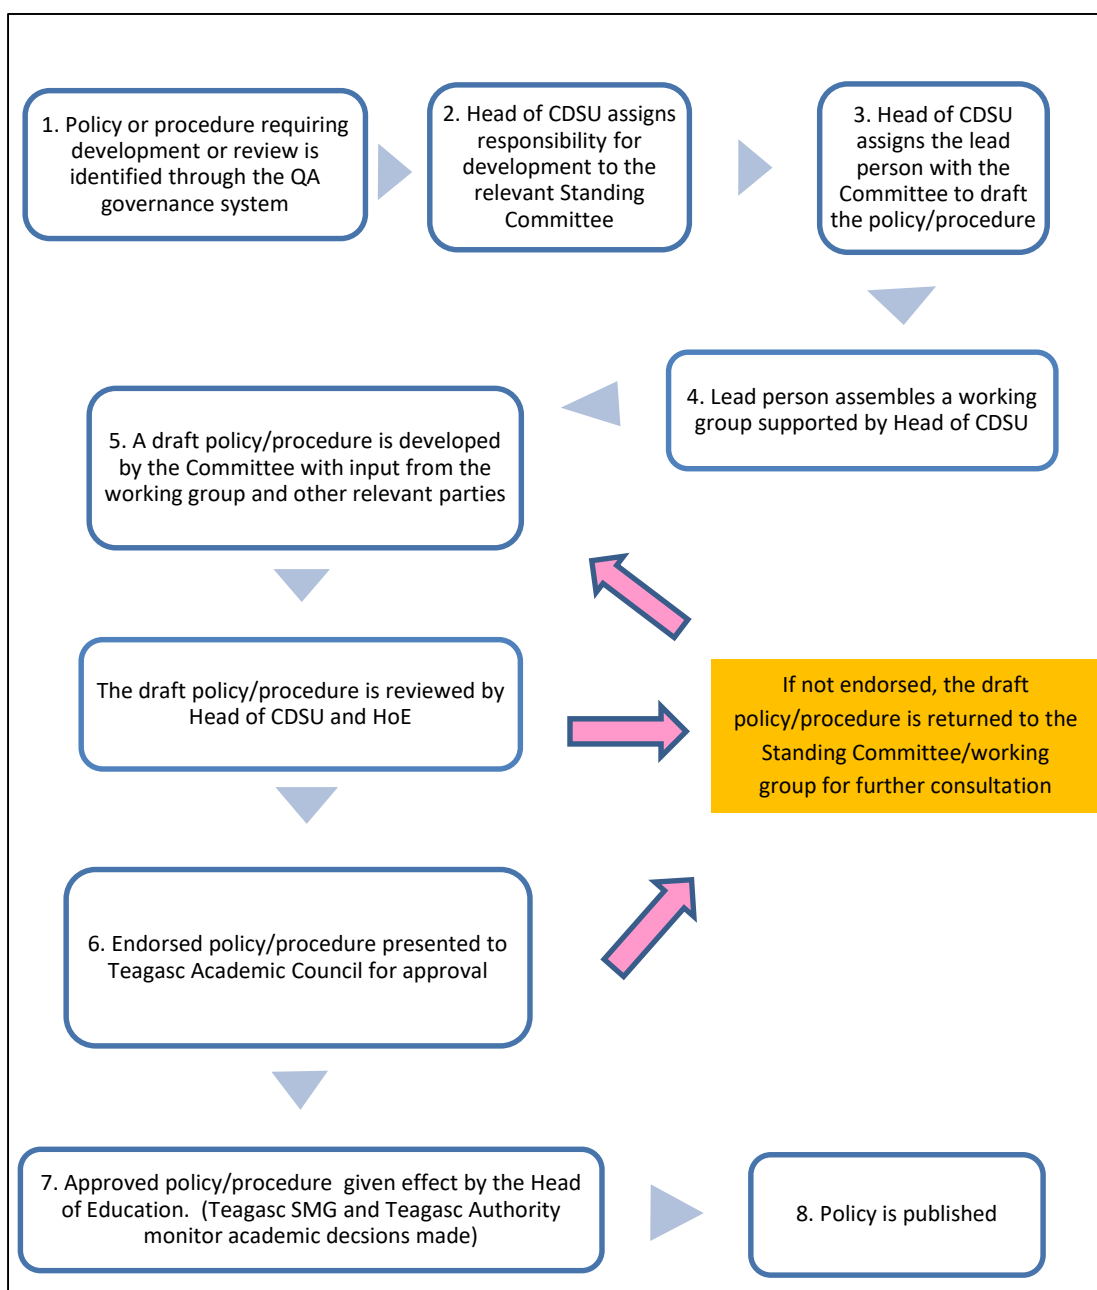 1. Policy or procedure requiring
development or review is
identified through the QA
governance system
2. Head of CDSU assigns
responsibility for
development to the
relevant Standing
Committee
3. Head of CDSU
assigns the lead
person with the
Committee to draft
the policy/procedure
4. Lead person assembles a working
group supported by Head of CDSU
5. A draft policy/procedure is developed
by the Committee with input from the
working group and other relevant parties
The draft policy/procedure is reviewed by
Head of CDSU and HoE
If not endorsed, the draft
policy/procedure is returned to the
Standing Committee/working
group for further consultation
6. Endorsed policy/procedure presented to
Teagasc Academic Council for approval
7. Approved policy/procedure given effect by the Head
of Education. (Teagasc SMG and Teagasc Authority
monitor academic decsions made)
8. Policy is published